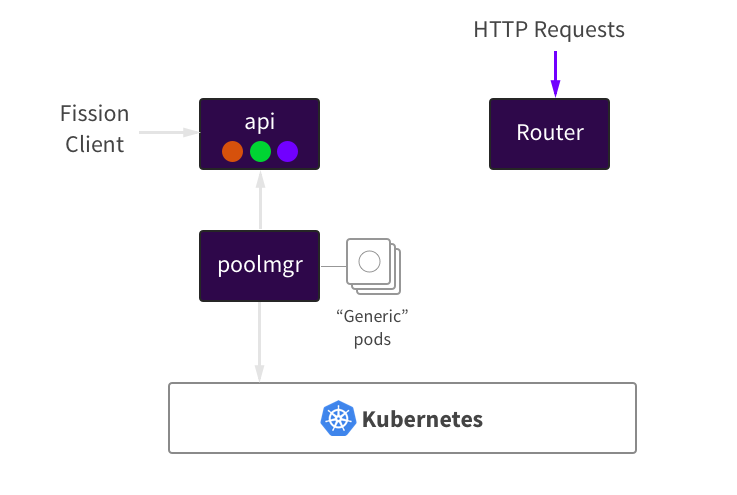 HTTP Requests
Fission
Client
api
Router
poolmgr
“Generic”
pods
Kubernetes